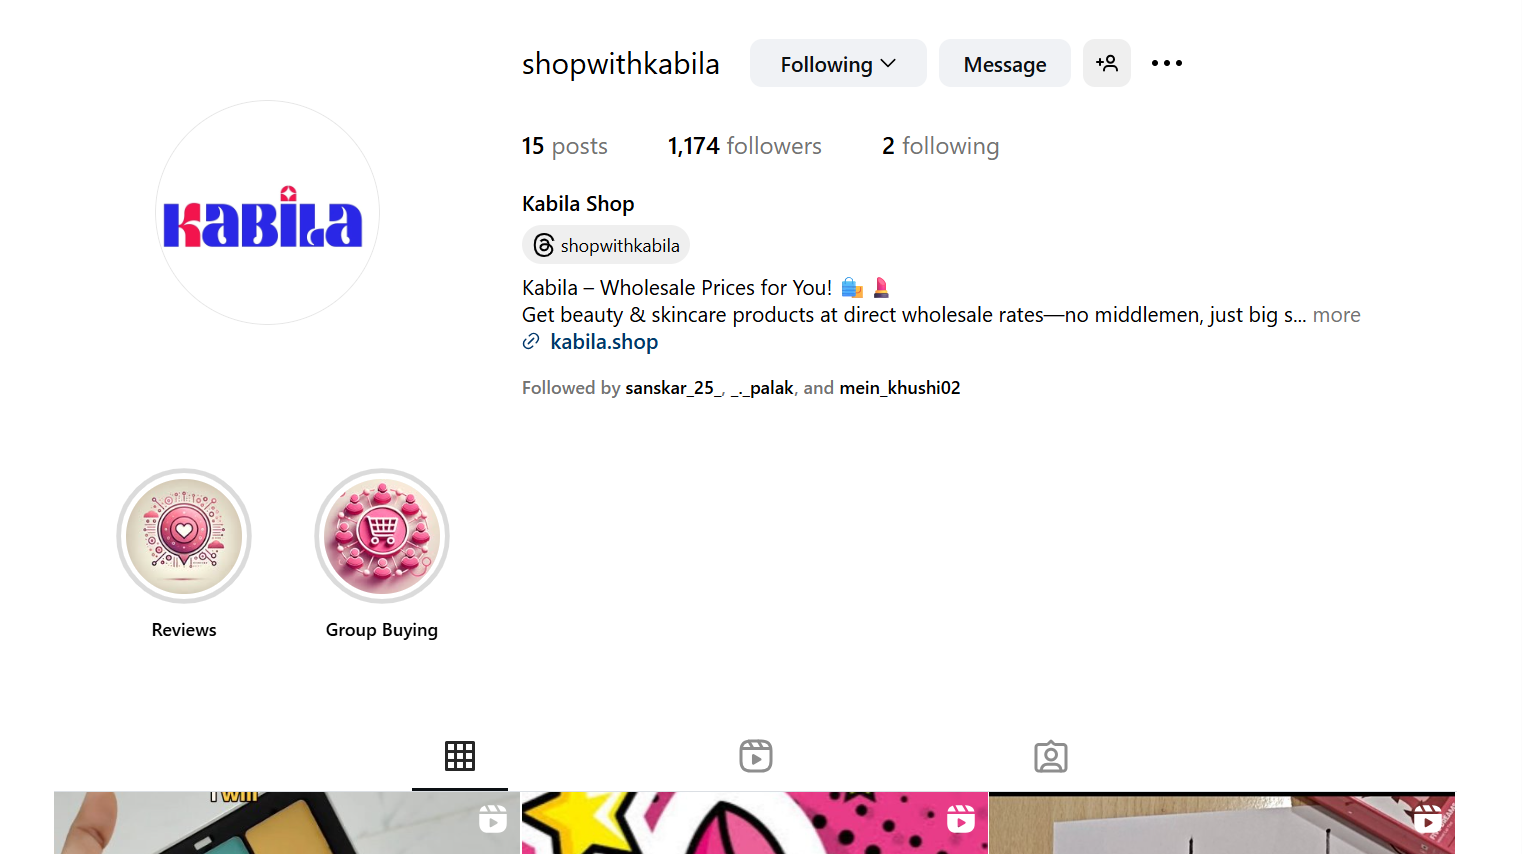 shopwithkabila Following Message
15 posts 1,174 followers 2 following
KABILA
Kabila Shop
shopwithkabila
Kabila – Wholesale Prices for You! 🛍️ 💄
Get beauty & skincare products at direct wholesale rates—no middlemen, just big s... more
kabila.shop
Followed by sanskar_25_, _._palak, and mein_khushi02
Reviews Group Buying
i will